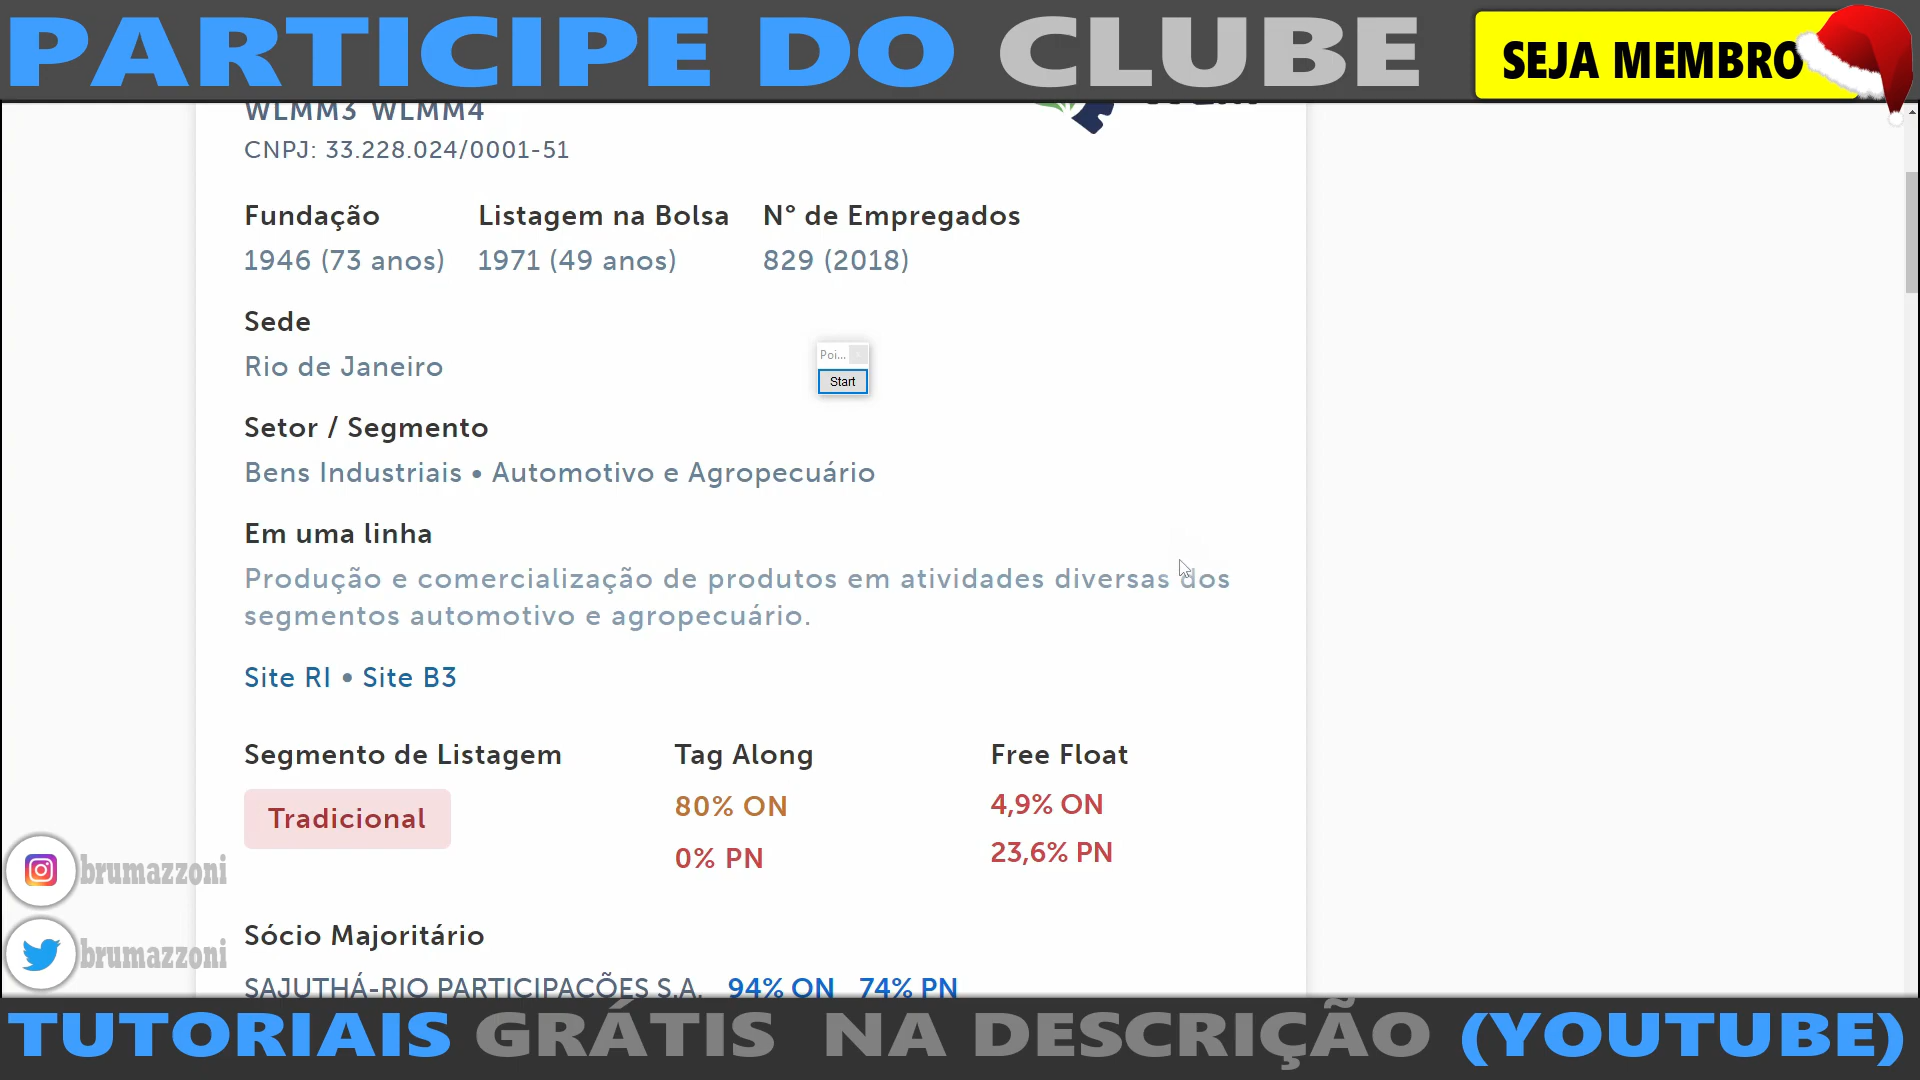 PARTICIPE DO CLUBE
SEJA MEMBRO
WLMM3 WLMM4
CNPJ: 33.228.024/0001-51
Fundação Listagem na Bolsa N° de Empregados
1946 (73 anos) 1971 (49 anos) 829 (2018)
Sede
Rio de Janeiro
Poi...
Start
Setor / Segmento
Bens Industriais • Automotivo e Agropecuário
Em uma linha
Produção e comercialização de produtos em atividades diversas dos
segmentos automotivo e agropecuário.
Site RI • Site B3
Segmento de Listagem Tag Along Free Float
Tradicional 80% ON 4,9% ON
0% PN 23,6% PN
brumazzoni
Sócio Majoritário
brumazzoni
SAJUTHÁ-RIO PARTICIPAÇÕES S.A. 94% ON 74% PN
TUTORIAIS GRÁTIS NA DESCRIÇÃO (YOUTUBE)